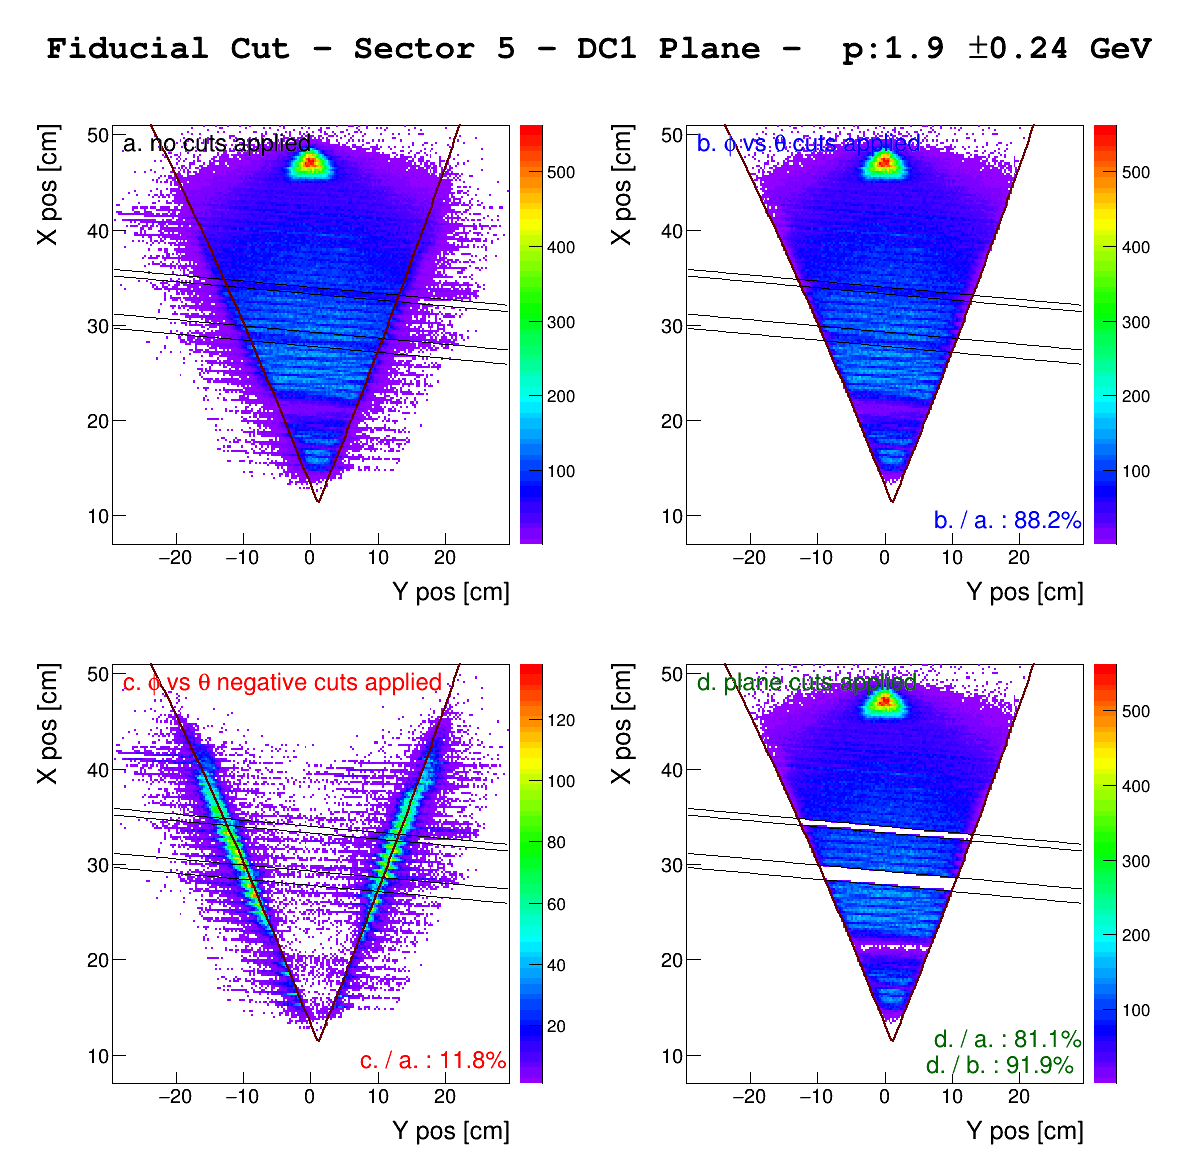 Fiducial Cut - Sector 5 - DC1 Plane - p:1.9 ±0.24 GeV
X pos [cm]
50
40
30
20
10
a. no cuts applied
500
400
300
200
100
−20 −10 0 10 20
Y pos [cm]
X pos [cm]
50
40
30
20
10
b. ϕ vs θ cuts applied
b. / a. : 88.2%
500
400
300
200
100
−20 −10 0 10 20
Y pos [cm]
X pos [cm]
50
40
30
20
10
c. ϕ vs θ negative cuts applied
c. / a. : 11.8%
120
100
80
60
40
20
−20 −10 0 10 20
Y pos [cm]
X pos [cm]
50
40
30
20
10
d. plane cuts applied
d. / a. : 81.1%
d. / b. : 91.9%
500
400
300
200
100
−20 −10 0 10 20
Y pos [cm]